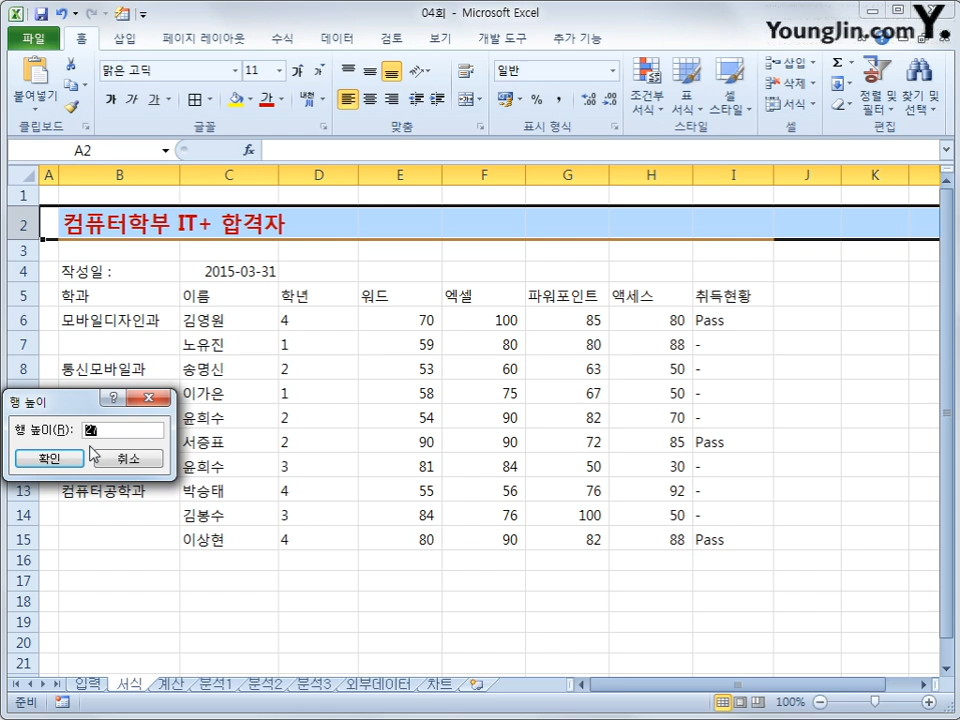 04회 - Microsoft Excel
Younglin.com Y.
파일 홈 삽입 페이지 레이아웃 수식 데이터 검토 보기 개발 도구 추가 기능
붙여넣기
맑은 고딕 11
가 가 가
일반
조건부 서식
표 서식
셀 스타일
삽입
삭제
서식
정렬 및 필터
찾기 및 선택
클립보드 글꼴 맞춤 표시 형식 스타일 셀 편집
A2 fx
A B C D E F G H I J K
1
2 컴퓨터학부 IT+ 합격자
3
4 작성일 : 2015-03-31
5 학과 이름 학년 워드 엑셀 파워포인트 액세스 취득현황
6 모바일디자인과 김영원 4 70 100 85 80 Pass
7 노유진 1 59 80 80 88 -
8 통신모바일과 송명신 2 53 60 63 50 -
이가은 1 58 75 67 50 -
윤희수 2 54 90 82 70 -
서증표 2 90 90 72 85 Pass
윤희수 3 81 84 50 30 -
13 컴퓨터공학과 박승태 4 55 56 76 92 -
14 김봉수 3 84 76 100 50 -
15 이상현 4 80 90 82 88 Pass
16
17
18
19
20
21
행 높이
행 높이(R): 27
확인 취소
입력 서식 계산 분석1 분석2 분석3 외부데이터 차트
준비 100%